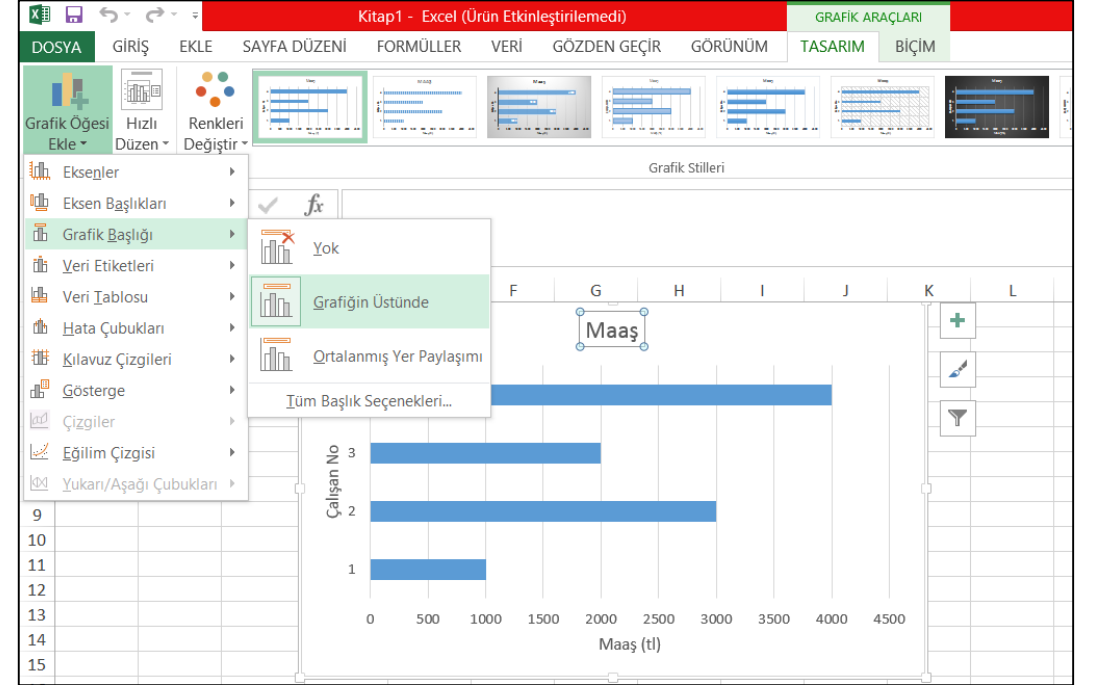 Kitap1 - Excel (Ürün Etkinleştirilemedi)
GRAFİK ARAÇLARI
DOSYA GİRİŞ EKLE SAYFA DÜZENİ FORMÜLLER VERİ GÖZDEN GEÇİR GÖRÜNÜM TASARIM BİÇİM
Grafik Öğesi Ekle
Hızlı Düzen
Renkleri Değiştir
Grafik Stilleri
Eksenler
Eksen Başlıkları
fx
Grafik Başlığı
Veri Etiketleri
Veri Tablosu
Hata Çubukları
Kılavuz Çizgileri
Gösterge
Çizgiler
Eğilim Çizgisi
Yukarı/Aşağı Çubukları
Yok
Grafiğin Üstünde
Ortalanmış Yer Paylaşımı
Tüm Başlık Seçenekleri...
F G H I J K L
Maaş
Çalışan No
3
2
1
0 500 1000 1500 2000 2500 3000 3500 4000 4500
Maaş (tl)
9
10
11
12
13
14
15